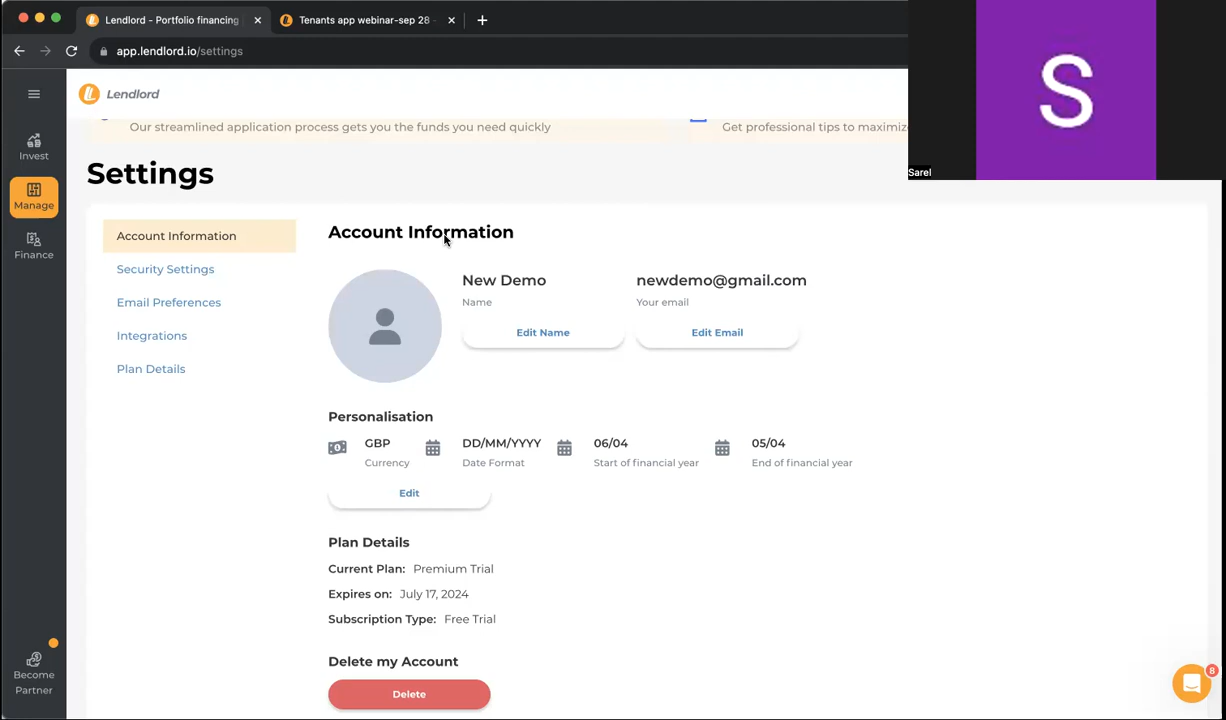 Lendlord - Portfolio financing
Tenants app webinar-sep 28 -
app.lendlord.io/settings
S
Sarel
Lendlord
Our streamlined application process gets you the funds you need quickly
Get professional tips to maximiz
Invest
Manage
Finance
Become
Partner
Settings
Account Information
Security Settings
Email Preferences
Integrations
Plan Details
Account Information
New Demo
newdemo@gmail.com
Name
Your email
Edit Name
Edit Email
Personalisation
GBP
DD/MM/YYYY
06/04
05/04
Currency
Date Format
Start of financial year
End of financial year
Edit
Plan Details
Current Plan: Premium Trial
Expires on: July 17, 2024
Subscription Type: Free Trial
Delete my Account
Delete
8